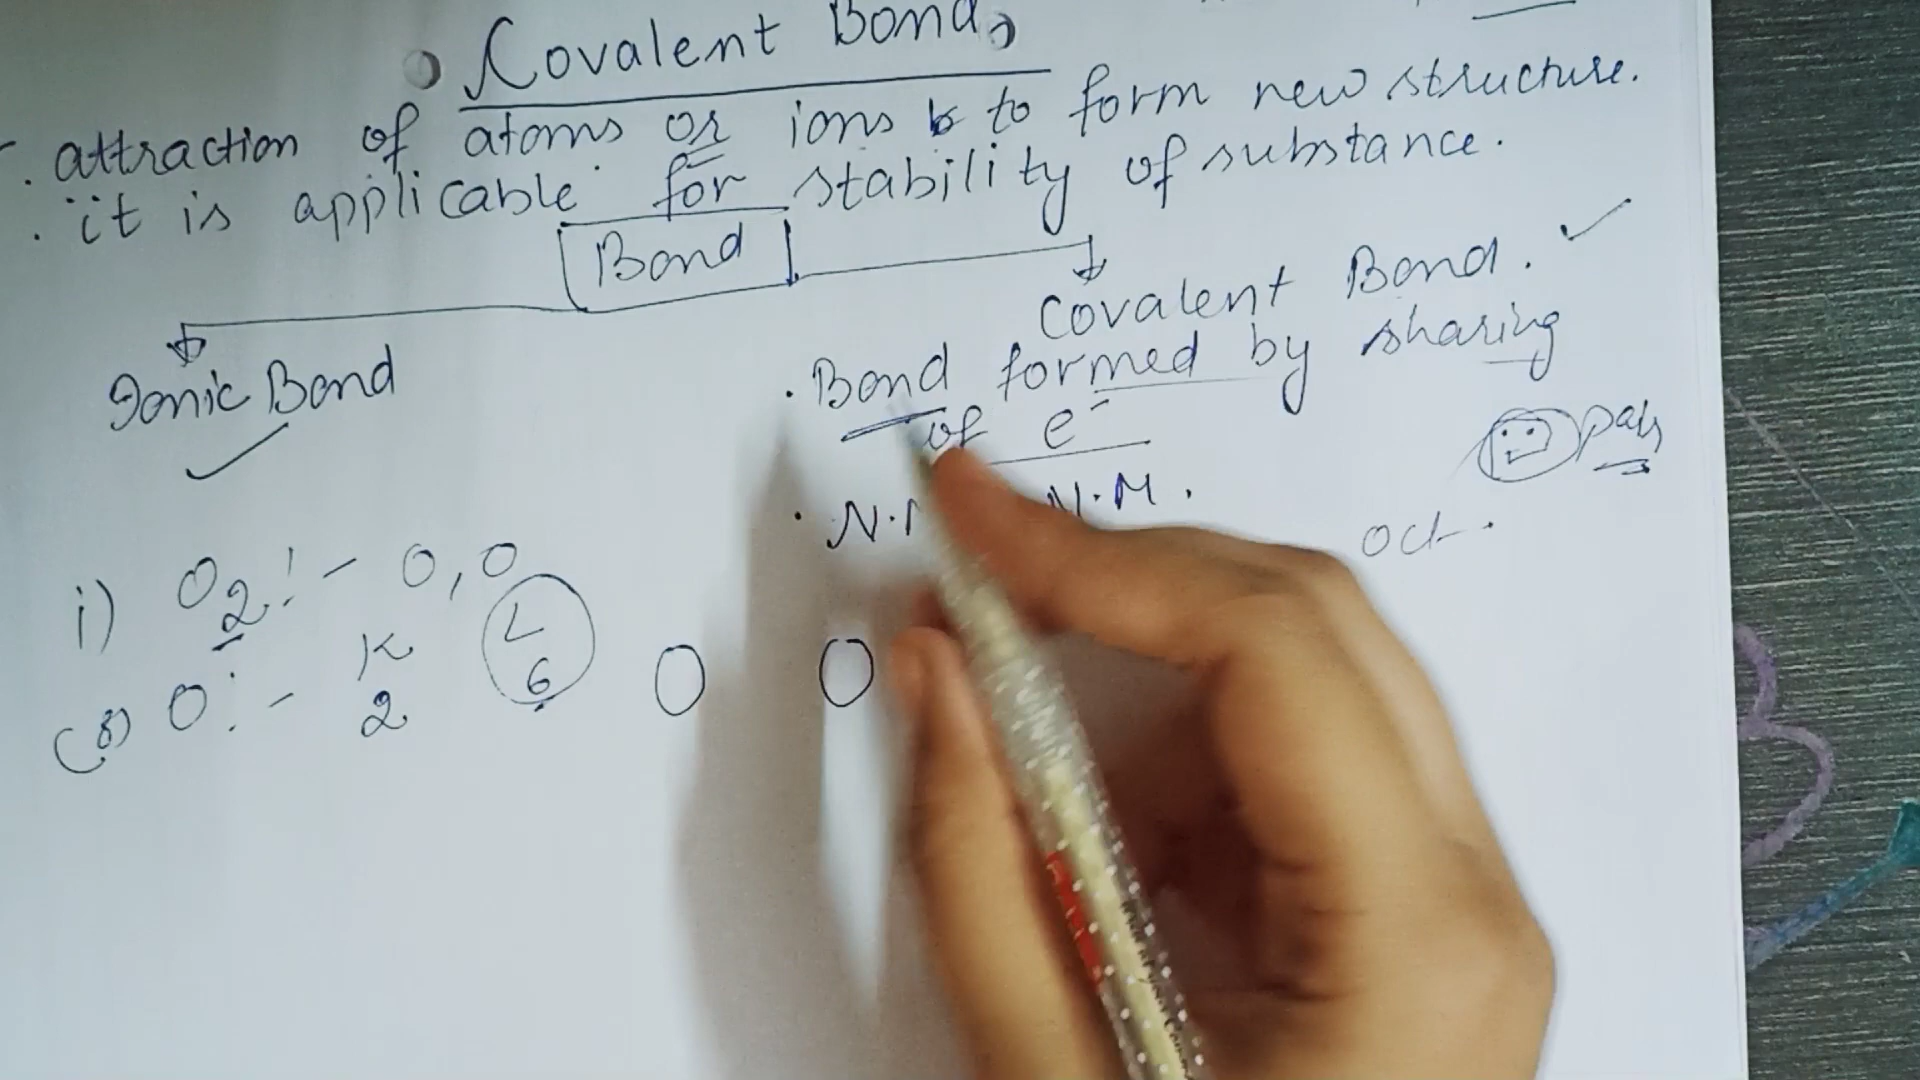 Covalent Bond
. attraction of atoms or ions to form new structure.
. it is applicable for stability of substance.
Bond
Ionic Bond
Covalent Bond.
. Bond formed by sharing
of e⁻
. N.M.
oct.
i) O2 :- O, O
K L
(8) O :- 2 6
O O